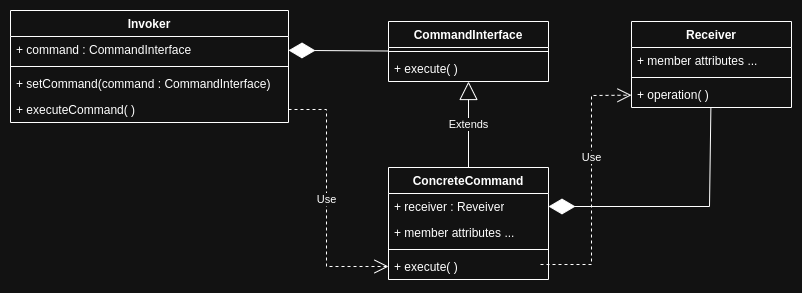 Invoker
+ command : CommandInterface
+ setCommand(command : CommandInterface)
+ executeCommand( )
CommandInterface
+ execute( )
Receiver
+ member attributes ...
+ operation( )
Extends
Use
Use
ConcreteCommand
+ receiver : Reveiver
+ member attributes ...
+ execute( )